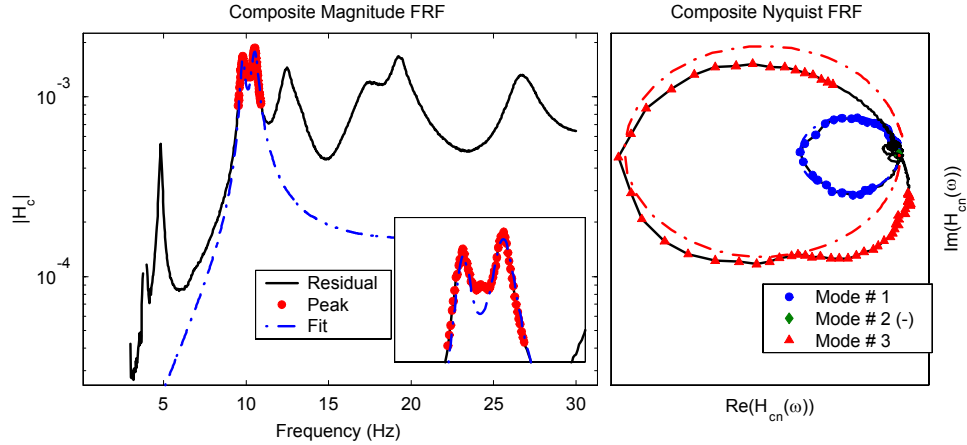 Composite Magnitude FRF
10⁻³
10⁻⁴
|H_c|
5
10
15
20
25
30
Frequency (Hz)
Residual
Peak
Fit
Composite Nyquist FRF
Im(H_cn(ω))
Mode # 1
Mode # 2 (-)
Mode # 3
Re(H_cn(ω))